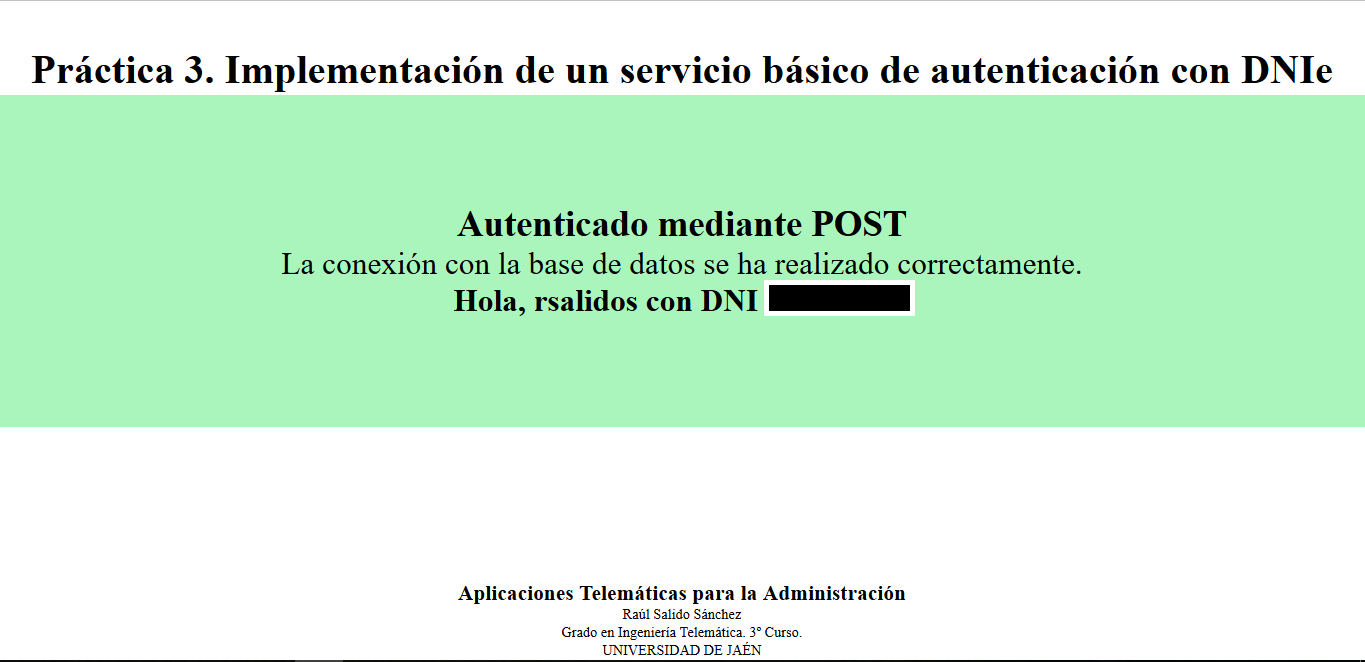 Práctica 3. Implementación de un servicio básico de autenticación con DNIe
Autenticado mediante POST
La conexión con la base de datos se ha realizado correctamente.
Hola, rsalidos con DNI
Aplicaciones Telemáticas para la Administración
Raúl Salido Sánchez
Grado en Ingeniería Telemática. 3º Curso.
UNIVERSIDAD DE JAÉN